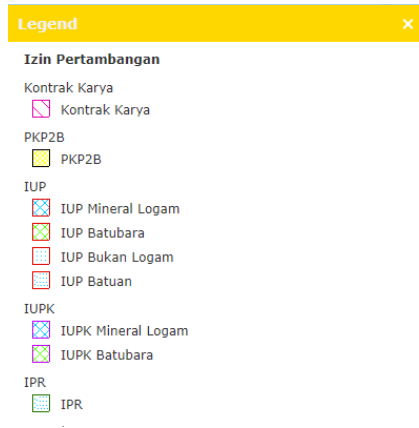 Legend ×
Izin Pertambangan
Kontrak Karya
Kontrak Karya
PKP2B
PKP2B
IUP
IUP Mineral Logam
IUP Batubara
IUP Bukan Logam
IUP Batuan
IUPK
IUPK Mineral Logam
IUPK Batubara
IPR
IPR